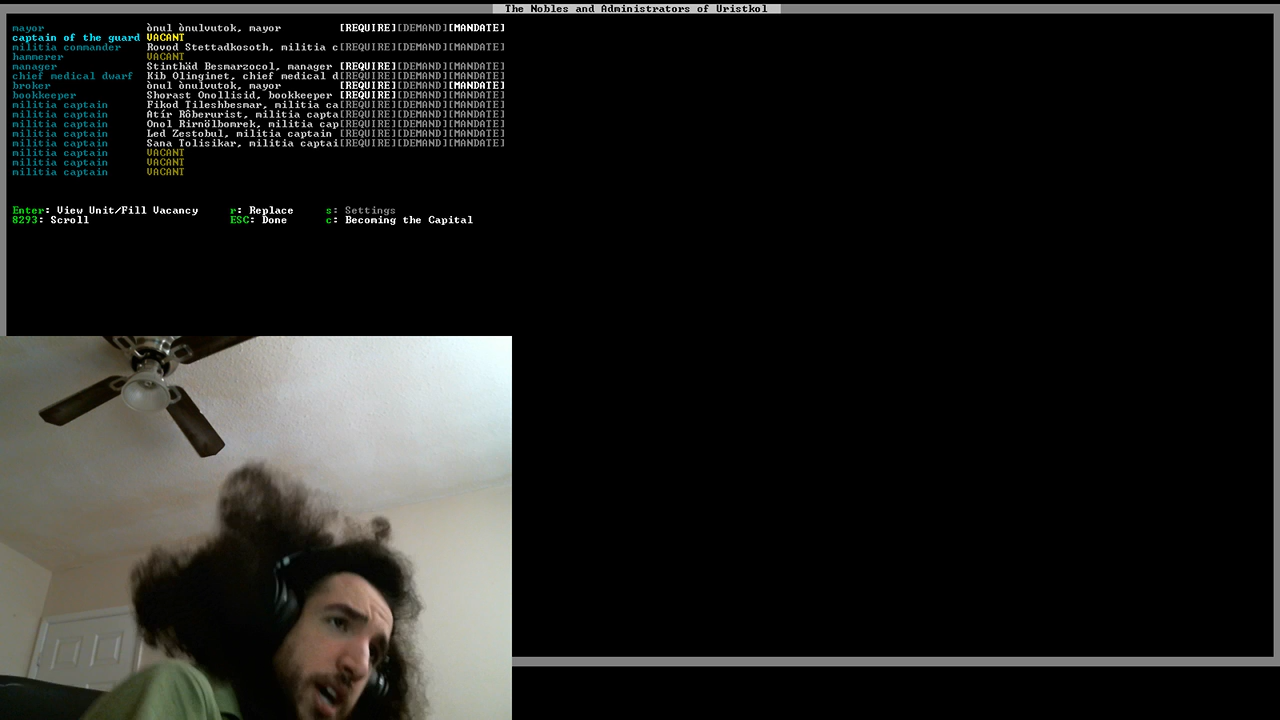 The Nobles and Administrators of Uristkol
mayor ònul ònulvutok, mayor [REQUIRE][DEMAND][MANDATE]
captain of the guard VACANT
militia commander Rovod Stettadkosoth, militia c[REQUIRE][DEMAND][MANDATE]
hammerer VACANT
manager Stinthäd Besmarzocol, manager [REQUIRE][DEMAND][MANDATE]
chief medical dwarf Kib Olinginet, chief medical d[REQUIRE][DEMAND][MANDATE]
broker ònul ònulvutok, mayor [REQUIRE][DEMAND][MANDATE]
bookkeeper Shorast Onollisid, bookkeeper [REQUIRE][DEMAND][MANDATE]
militia captain Fikod Tileshbesmar, militia ca[REQUIRE][DEMAND][MANDATE]
militia captain Atír Rôberurist, militia capta[REQUIRE][DEMAND][MANDATE]
militia captain Onol Rirnölbomrek, militia cap[REQUIRE][DEMAND][MANDATE]
militia captain Led Zestobul, militia captain [REQUIRE][DEMAND][MANDATE]
militia captain Sana Tolisikar, militia captai[REQUIRE][DEMAND][MANDATE]
militia captain VACANT
militia captain VACANT
militia captain VACANT
Enter: View Unit/Fill Vacancy r: Replace s: Settings
8293: Scroll ESC: Done c: Becoming the Capital